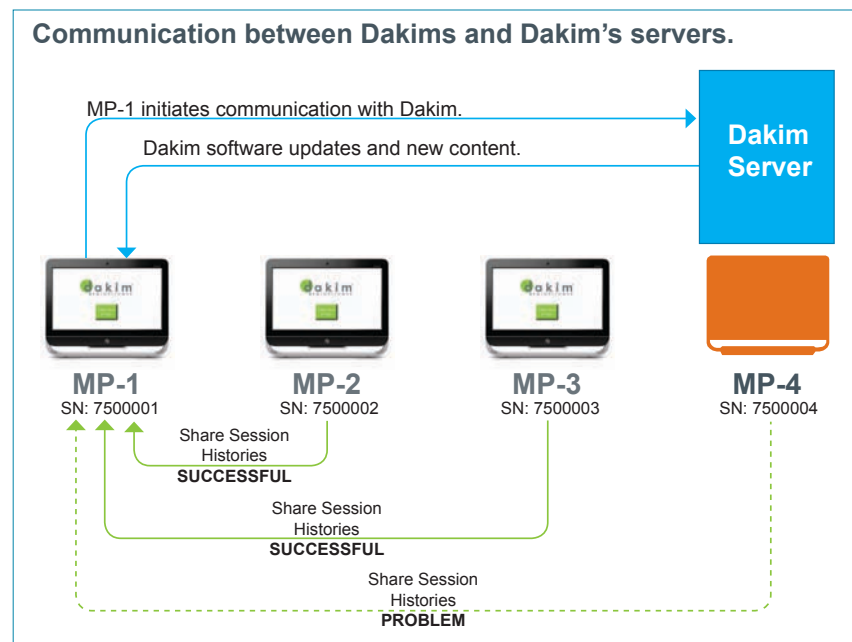 Communication between Dakims and Dakim's servers.
MP-1 initiates communication with Dakim.
Dakim software updates and new content.
Dakim
Server
dakim
dakim
dakim
MP-1
SN: 7500001
MP-2
SN: 7500002
MP-3
SN: 7500003
MP-4
SN: 7500004
Share Session
Histories
SUCCESSFUL
Share Session
Histories
SUCCESSFUL
Share Session
Histories
PROBLEM